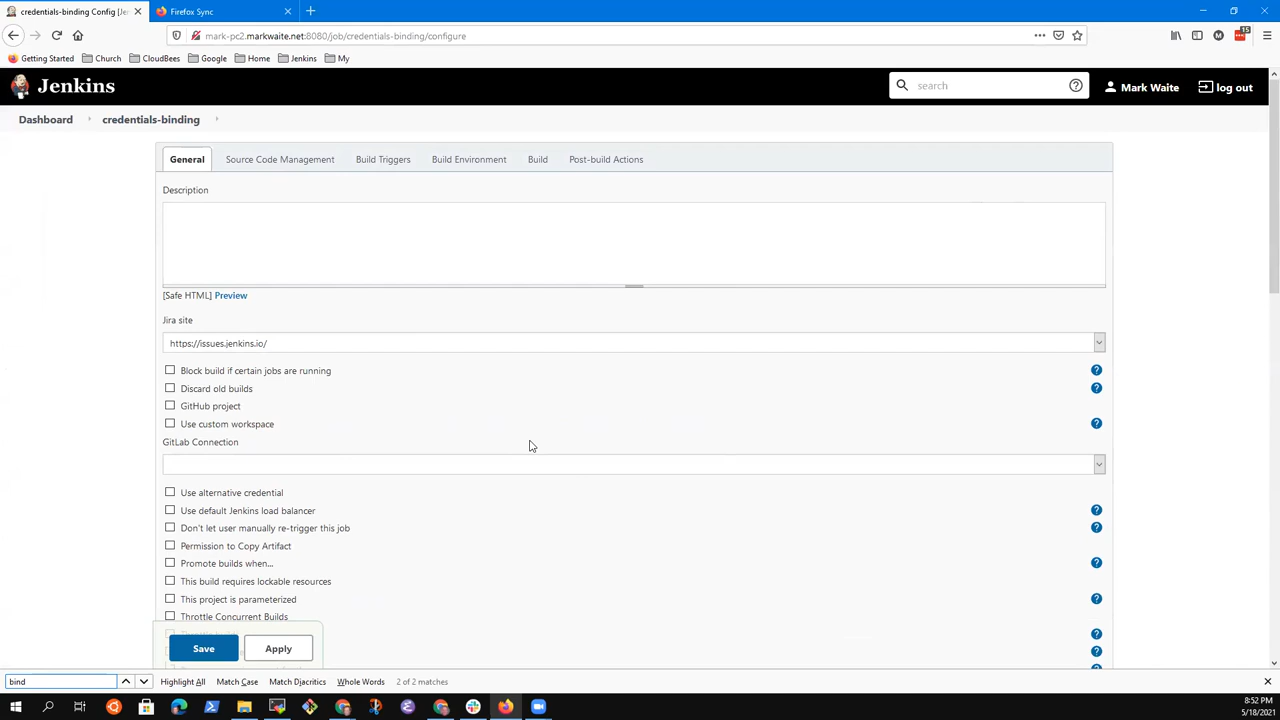 credentials-binding Config [Jen
Firefox Sync
mark-pc2.markwaite.net:8080/job/credentials-binding/configure
15
Getting Started
Church
CloudBees
Google
Home
Jenkins
My
Jenkins
search
Mark Waite
log out
Dashboard
credentials-binding
General
Source Code Management
Build Triggers
Build Environment
Build
Post-build Actions
Description
[Safe HTML] Preview
Jira site
https://issues.jenkins.io/
Block build if certain jobs are running
Discard old builds
GitHub project
Use custom workspace
GitLab Connection
Use alternative credential
Use default Jenkins load balancer
Don't let user manually re-trigger this job
Permission to Copy Artifact
Promote builds when...
This build requires lockable resources
This project is parameterized
Throttle Concurrent Builds
Save
Apply
bind
Highlight All
Match Case
Match Diacritics
Whole Words
2 of 2 matches
8:52 PM
5/18/2021